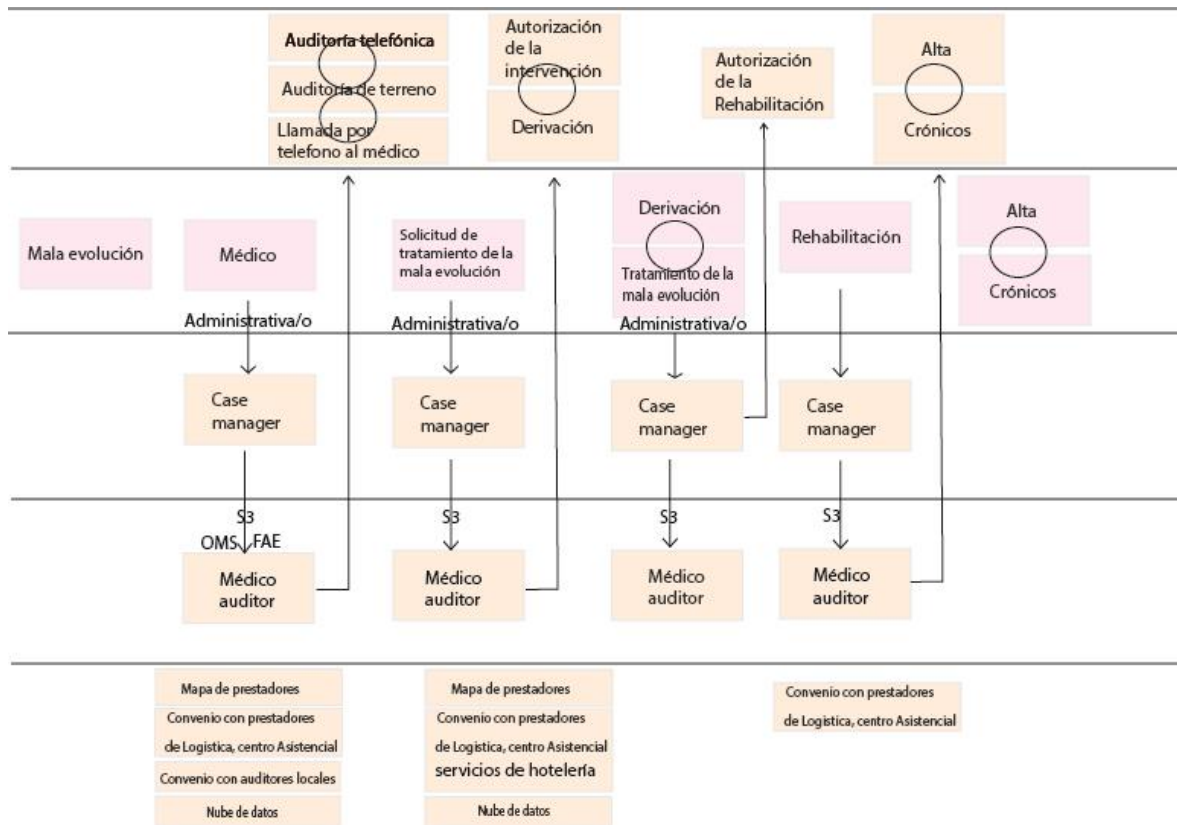 Auditoría telefónica
Auditoría de terreno
Llamada por
telefono al médico
Autorización
de la
intervención
Derivación
Autorización
de la
Rehabilitación
Alta
Crónicos
Mala evolución
Médico
Solicitud de
tratamiento de la
mala evolución
Derivación
Tratamiento de la
mala evolución
Rehabilitación
Alta
Crónicos
Administrativa/o
Administrativa/o
Administrativa/o
Case
manager
Case
manager
Case
manager
Case
manager
S3
OMS FAE
S3
S3
S3
Médico
auditor
Médico
auditor
Médico
auditor
Médico
auditor
Mapa de prestadores
Convenio con prestadores
de Logística, centro Asistencial
Convenio con auditores locales
Nube de datos
Mapa de prestadores
Convenio con prestadores
de Logística, centro Asistencial
servicios de hotelería
Nube de datos
Convenio con prestadores
de Logística, centro Asistencial